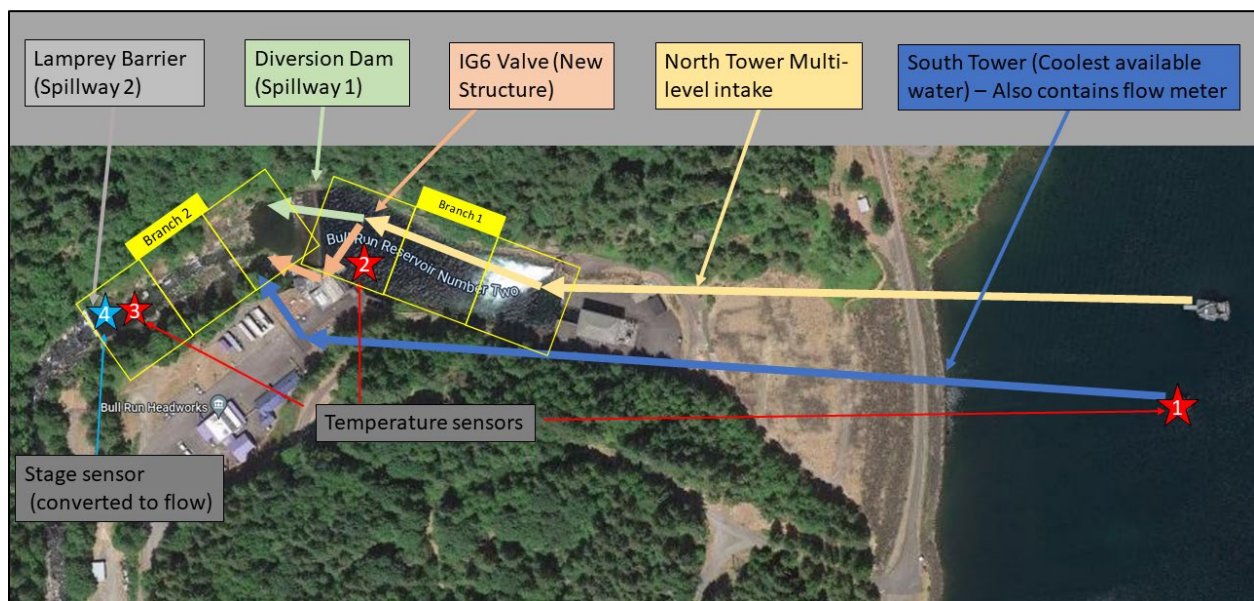 Lamprey Barrier
(Spillway 2)
Diversion Dam
(Spillway 1)
IG6 Valve (New
Structure)
North Tower Multi-
level intake
South Tower (Coolest available
water) – Also contains flow meter
Branch 2
Branch 1
Bull Run Reservoir Number Two
2
4
3
1
Bull Run Headworks
Temperature sensors
Stage sensor
(converted to flow)